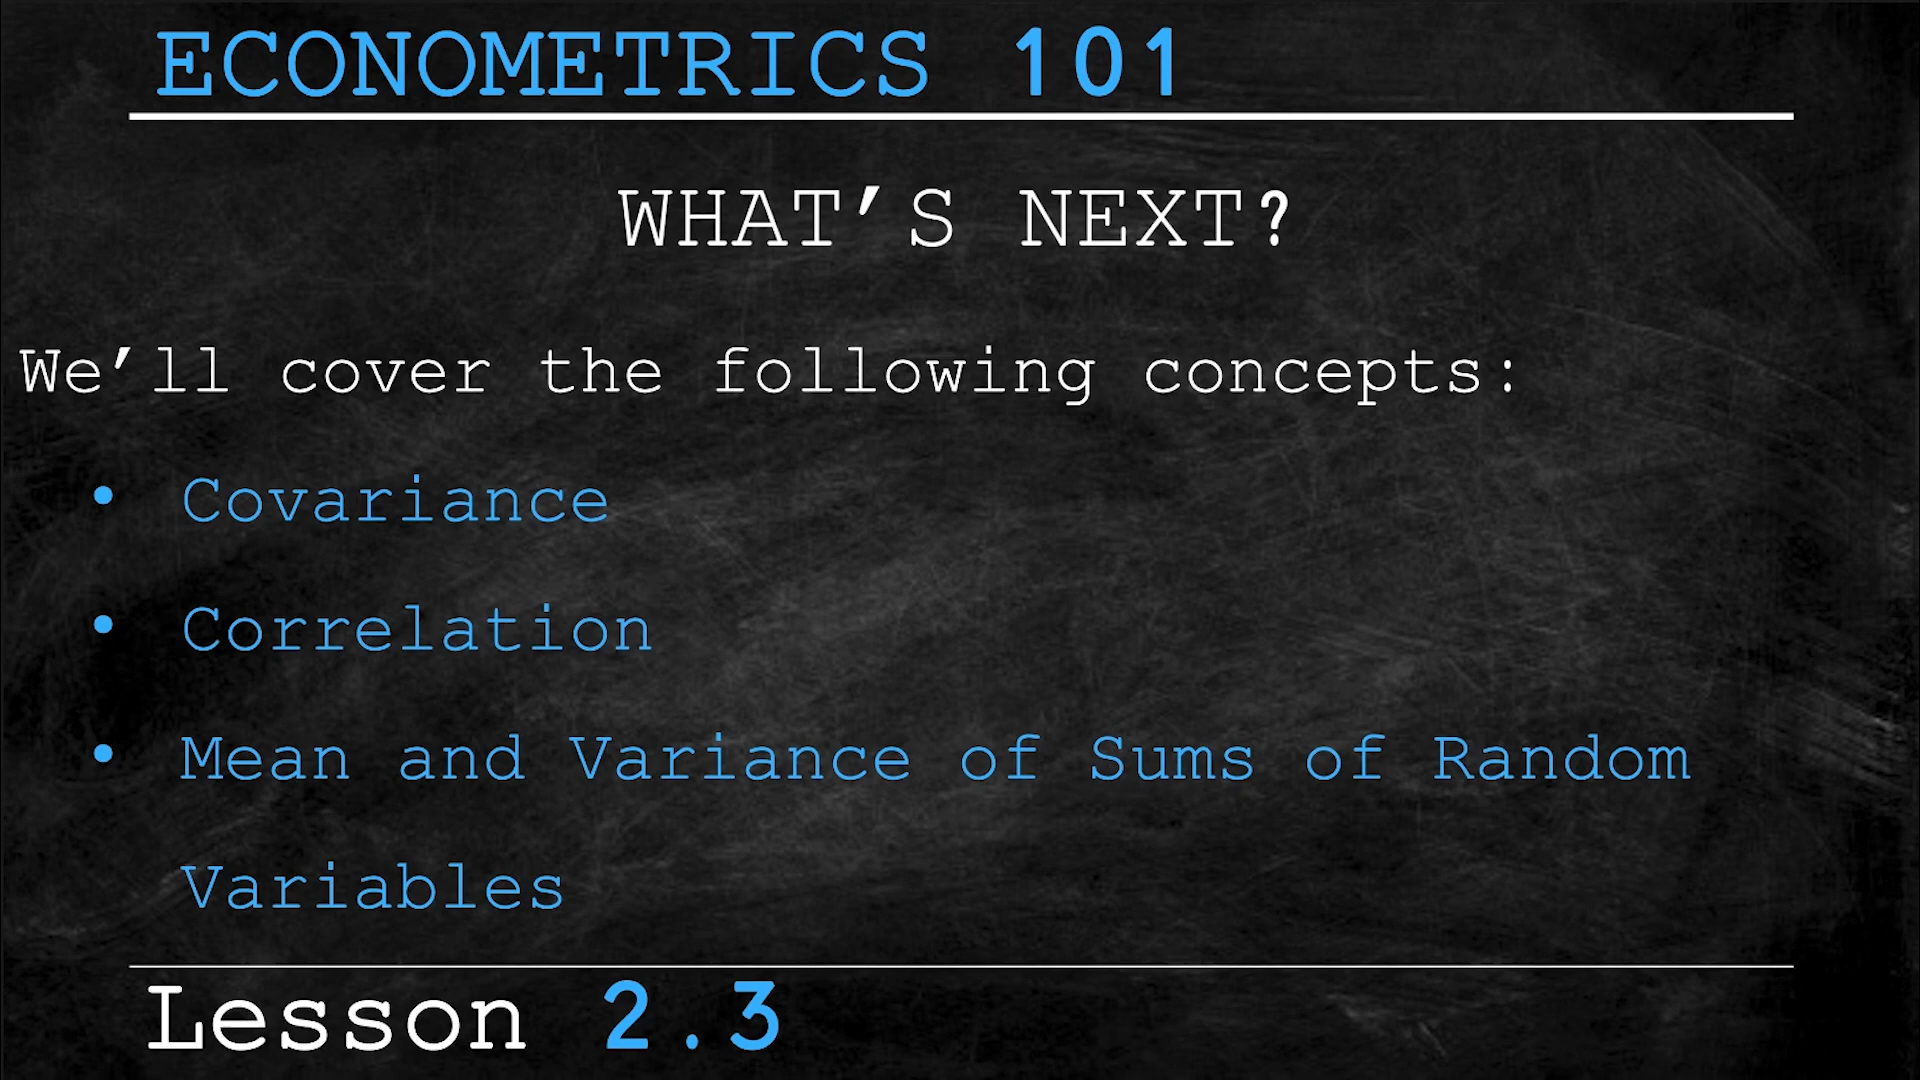 ECONOMETRICS 101
WHAT’S NEXT?
We’ll cover the following concepts:
• Covariance
• Correlation
• Mean and Variance of Sums of Random
Variables
Lesson 2.3